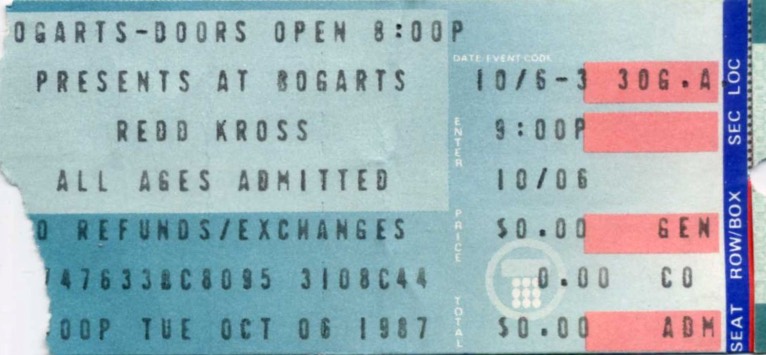 OGARTS-DOORS OPEN 8:00P
DATE/EVENT CODE
PRESENTS AT BOGARTS 10/6-3 30G.A.
REDD KROSS ENTER 9:00P
ALL AGES ADMITTED 10/06
O REFUNDS/EXCHANGES PRICE $0.00 GEN
747633BC8095 3108C44 0.00 CO
00P TUE OCT 06 1987 TOTAL $0.00 ADM
SEAT ROW/BOX SEC LOC